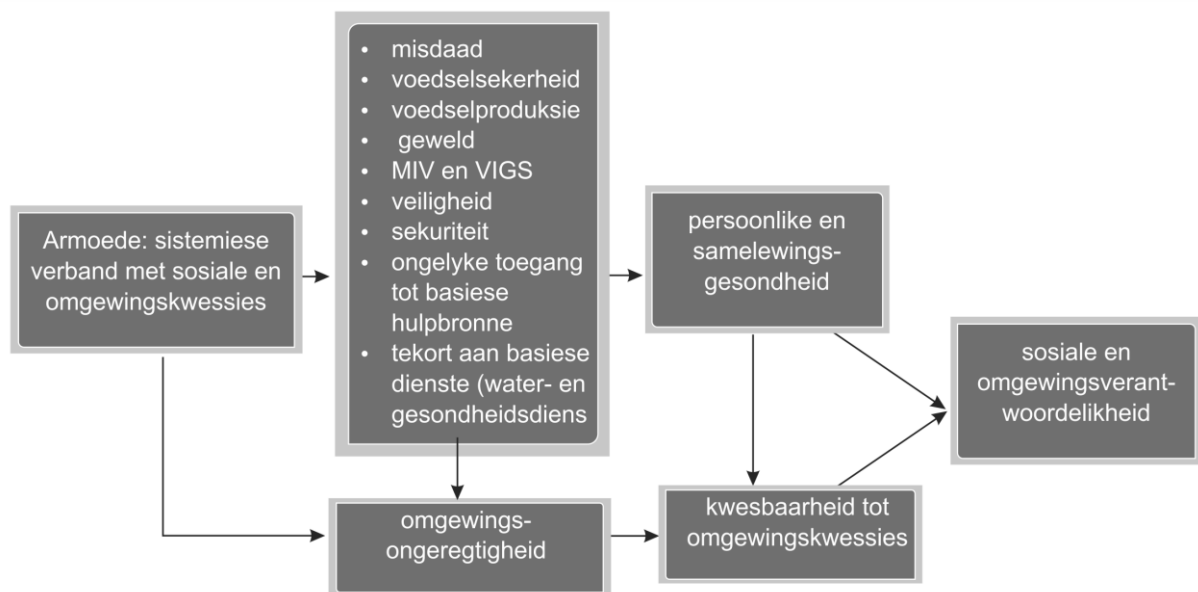 Armoede: sistemiese
verband met sosiale en
omgewingskwessies
• misdaad
• voedselsekerheid
• voedselproduksie
• geweld
• MIV en VIGS
• veiligheid
• sekuriteit
• ongelyke toegang
tot basiese
hulpbronne
• tekort aan basiese
dienste (water- en
gesondheidsdiens
persoonlike en
samelewings-
gesondheid
sosiale en
omgewingsverant-
woordelikheid
omgewings-
ongeregtigheid
kwesbaarheid tot
omgewingskwessies